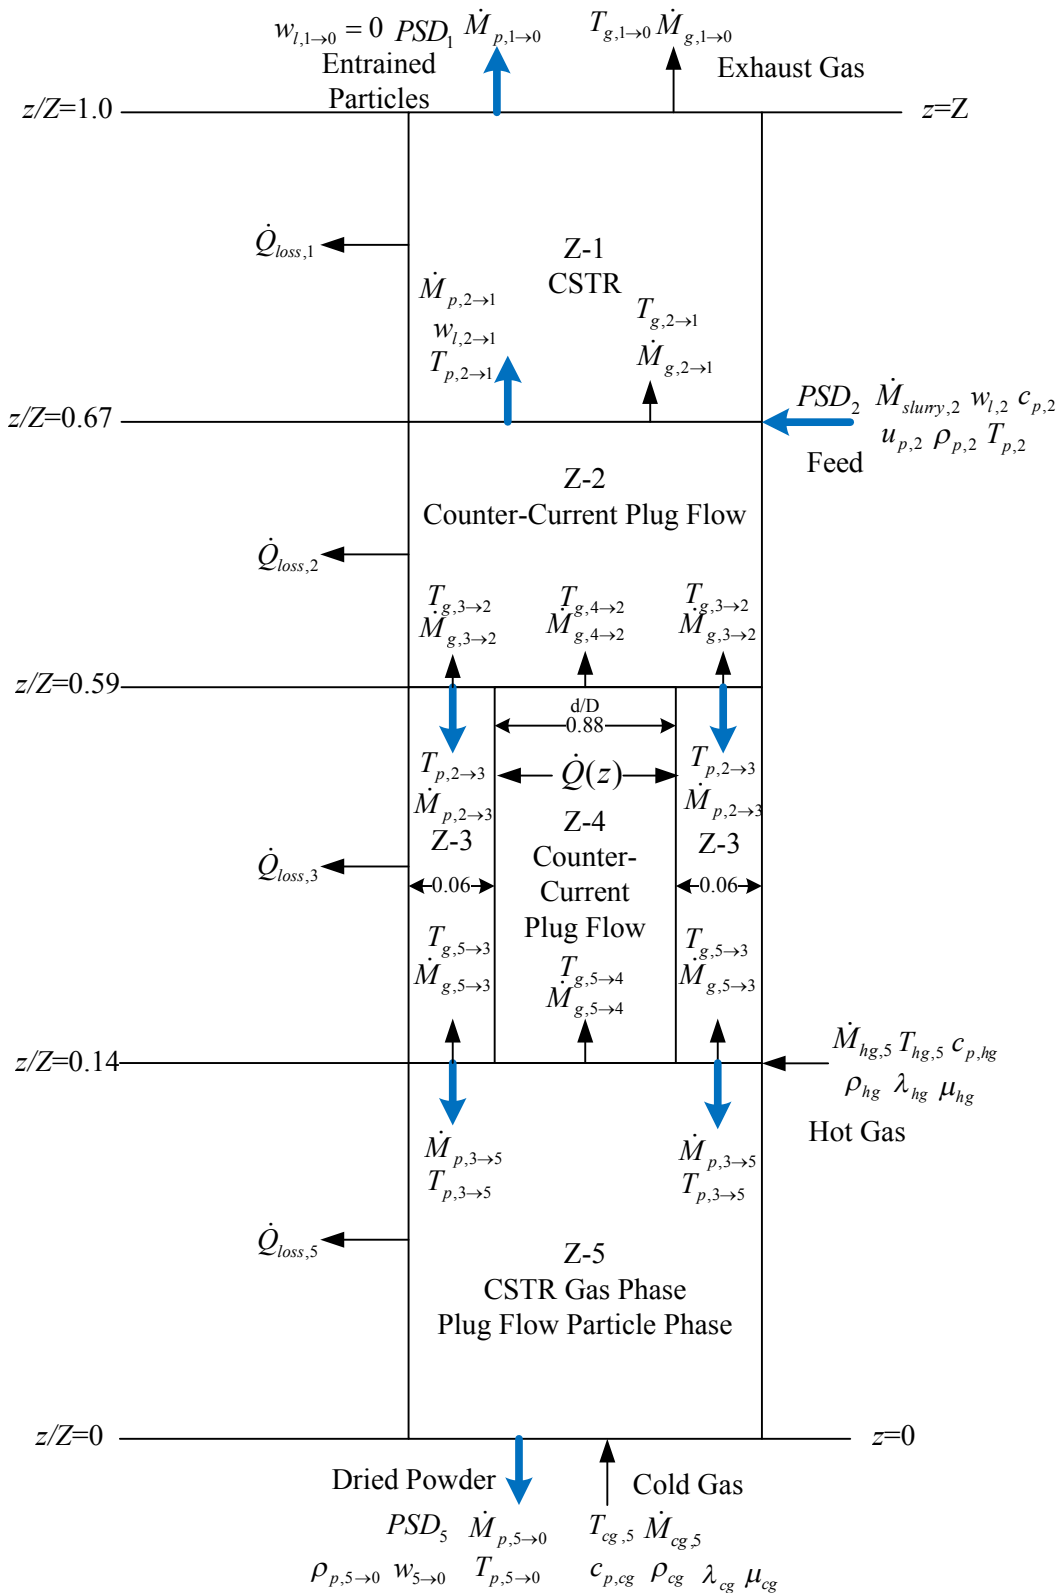 w_{l,1→0} = 0 PSD_1 Ṁ_{p,1→0}
T_{g,1→0} Ṁ_{g,1→0}
Entrained
Particles
Exhaust Gas
z/Z=1.0
z=Z
Q̇_{loss,1}
Z-1
CSTR
Ṁ_{p,2→1}
w_{l,2→1}
T_{p,2→1}
T_{g,2→1}
Ṁ_{g,2→1}
z/Z=0.67
PSD_2 Ṁ_{slurry,2} w_{l,2} c_{p,2}
u_{p,2} ρ_{p,2} T_{p,2}
Feed
Z-2
Counter-Current Plug Flow
Q̇_{loss,2}
T_{g,3→2}
Ṁ_{g,3→2}
T_{g,4→2}
Ṁ_{g,4→2}
T_{g,3→2}
Ṁ_{g,3→2}
z/Z=0.59
d/D
0.88
Q̇(z)
T_{p,2→3}
Ṁ_{p,2→3}
T_{p,2→3}
Ṁ_{p,2→3}
Z-3
Z-4
Counter-
Current
Plug Flow
Z-3
Q̇_{loss,3}
0.06
0.06
T_{g,5→3}
Ṁ_{g,5→3}
T_{g,5→4}
Ṁ_{g,5→4}
T_{g,5→3}
Ṁ_{g,5→3}
z/Z=0.14
Ṁ_{hg,5} T_{hg,5} c_{p,hg}
ρ_{hg} λ_{hg} μ_{hg}
Hot Gas
Ṁ_{p,3→5}
T_{p,3→5}
Ṁ_{p,3→5}
T_{p,3→5}
Q̇_{loss,5}
Z-5
CSTR Gas Phase
Plug Flow Particle Phase
z/Z=0
z=0
Dried Powder
Cold Gas
PSD_5 Ṁ_{p,5→0}
T_{cg,5} Ṁ_{cg,5}
ρ_{p,5→0} w_{5→0} T_{p,5→0}
c_{p,cg} ρ_{cg} λ_{cg} μ_{cg}